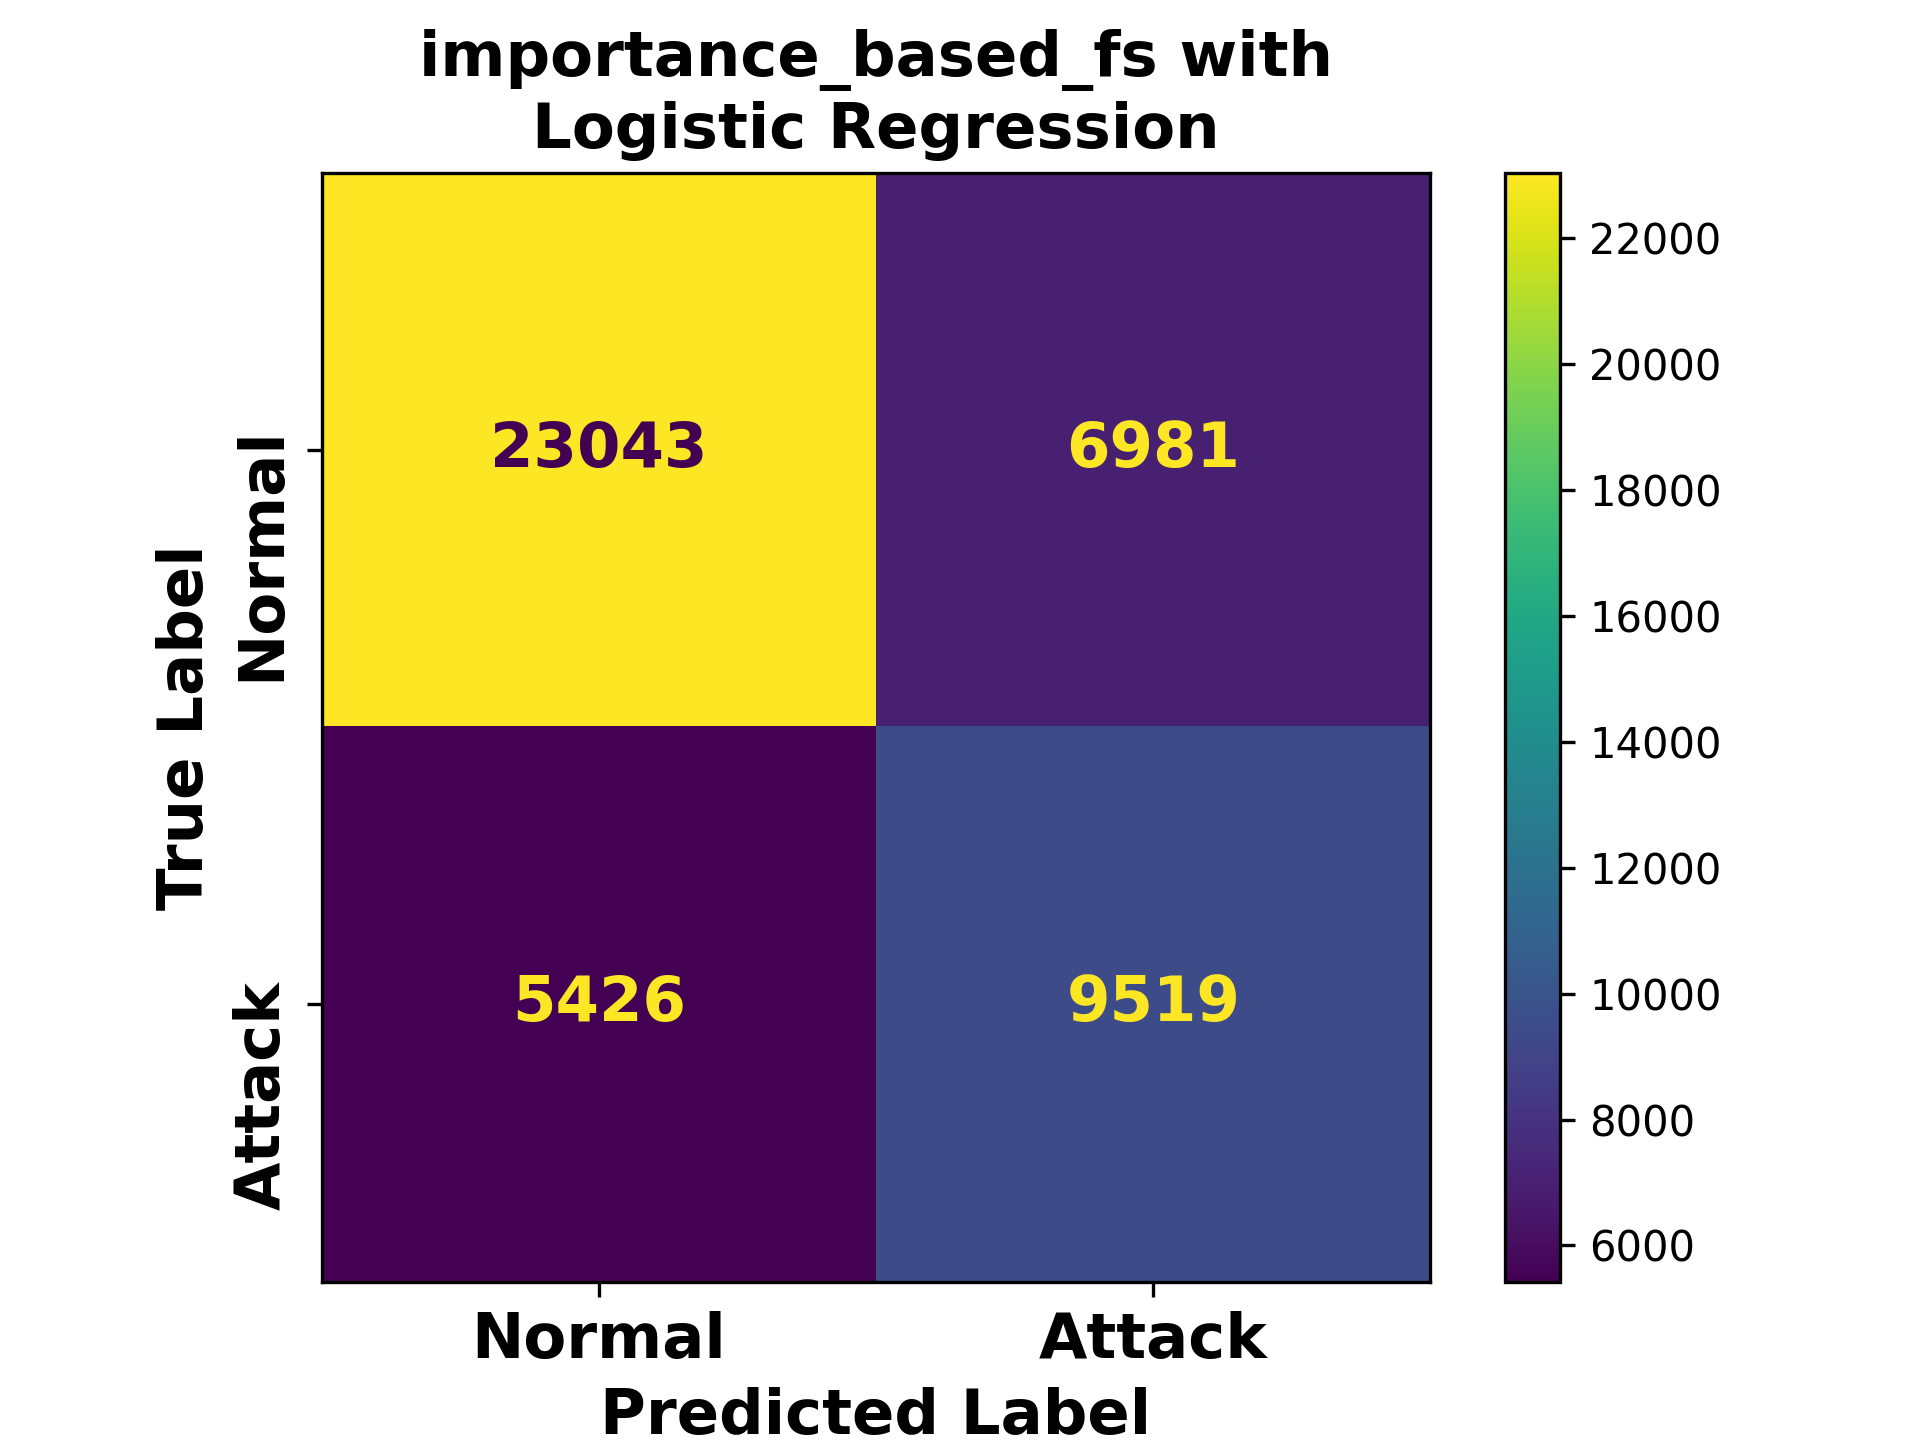 importance_based_fs with
Logistic Regression
True Label
Normal
Attack
23043
6981
5426
9519
Normal
Attack
Predicted Label
22000
20000
18000
16000
14000
12000
10000
8000
6000